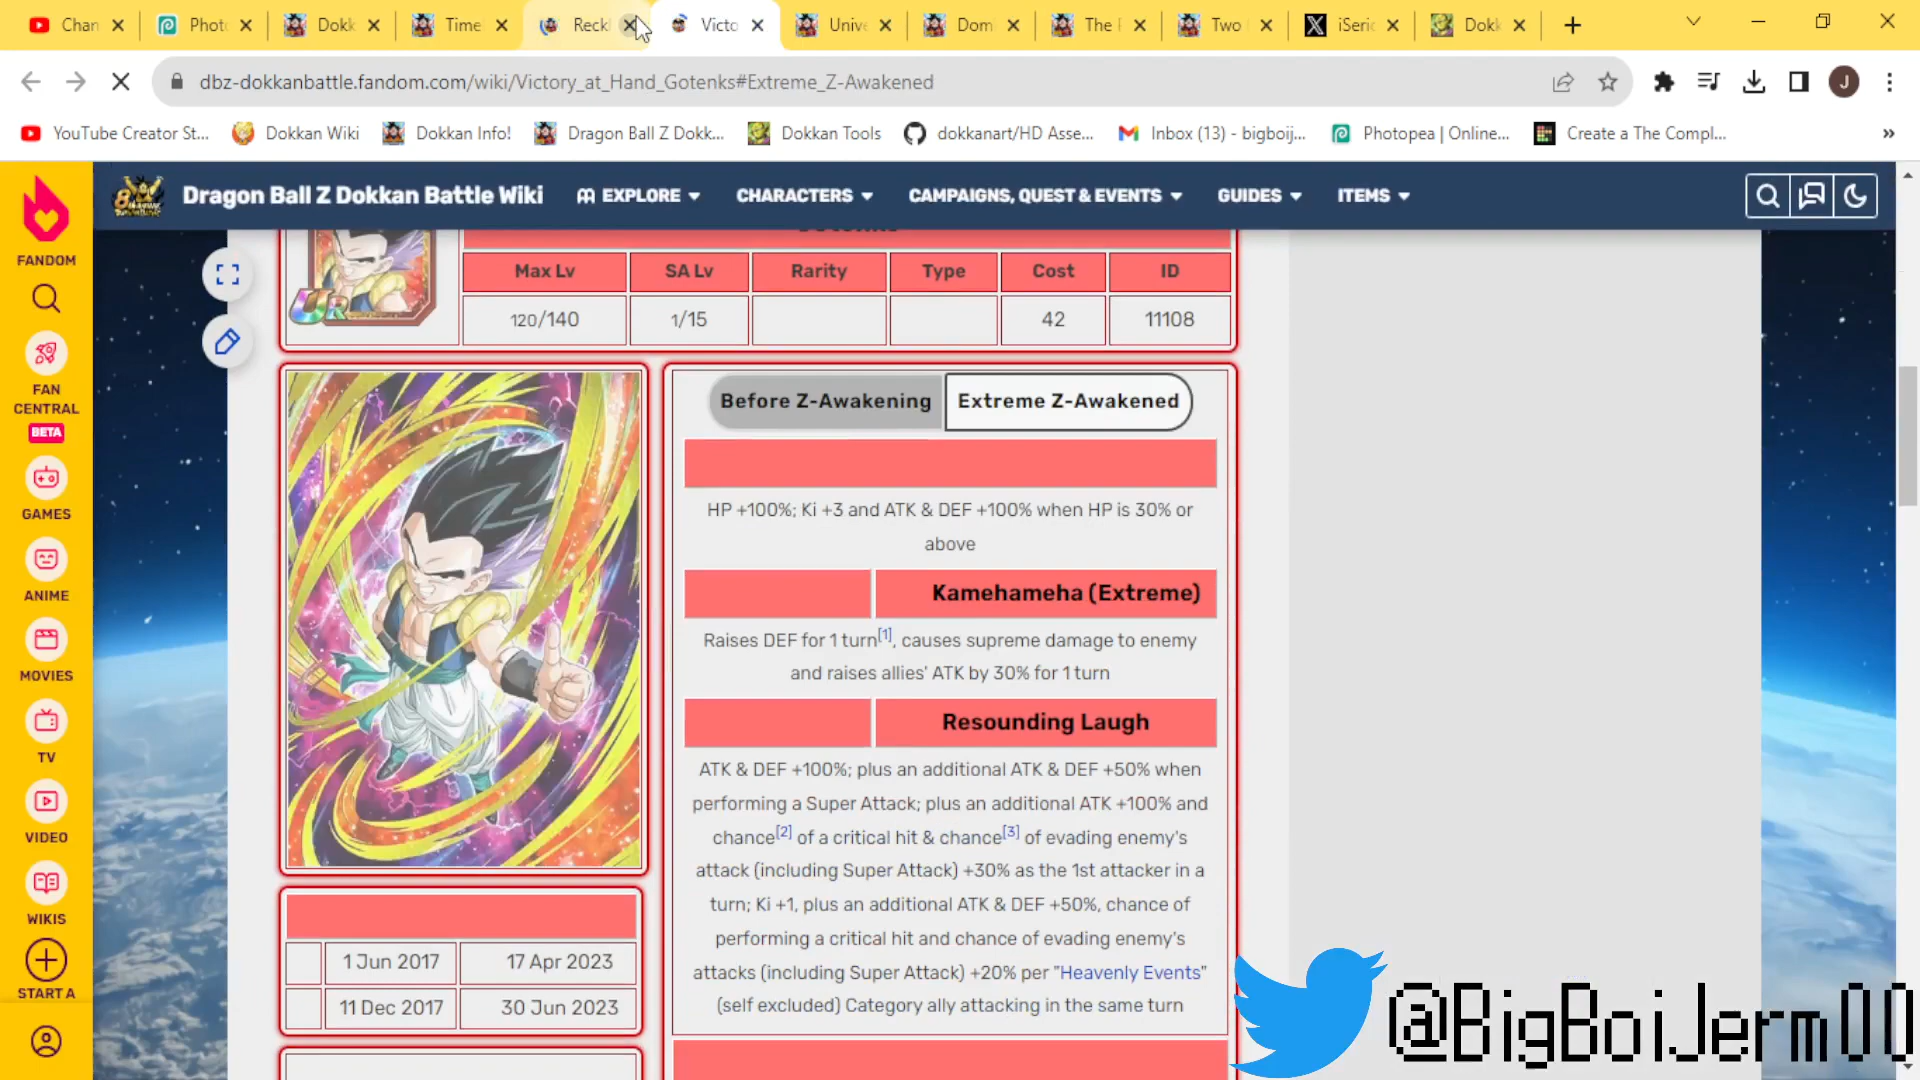 Chan
Photo
Dokk
Time
Reckl
Victo
Unive
Dom
The F
Two
iSeric
Dokk
dbz-dokkanbattle.fandom.com/wiki/Victory_at_Hand_Gotenks#Extreme_Z-Awakened
J
YouTube Creator St...
Dokkan Wiki
Dokkan Info!
Dragon Ball Z Dokk...
Dokkan Tools
dokkanart/HD Asse...
Inbox (13) - bigboij...
Photopea | Online...
Create a The Compl...
Dragon Ball Z Dokkan Battle Wiki
EXPLORE
CHARACTERS
CAMPAIGNS, QUEST & EVENTS
GUIDES
ITEMS
FANDOM
FAN
CENTRAL
BETA
GAMES
ANIME
MOVIES
TV
VIDEO
WIKIS
START A
Max Lv
SA Lv
Rarity
Type
Cost
ID
120/140
1/15
42
11108
UR
Before Z-Awakening
Extreme Z-Awakened
HP +100%; Ki +3 and ATK & DEF +100% when HP is 30% or
above
Kamehameha (Extreme)
Raises DEF for 1 turn[1], causes supreme damage to enemy
and raises allies' ATK by 30% for 1 turn
Resounding Laugh
ATK & DEF +100%; plus an additional ATK & DEF +50% when
performing a Super Attack; plus an additional ATK +100% and
chance[2] of a critical hit & chance[3] of evading enemy's
attack (including Super Attack) +30% as the 1st attacker in a
turn; Ki +1, plus an additional ATK & DEF +50%, chance of
performing a critical hit and chance of evading enemy's
attacks (including Super Attack) +20% per "Heavenly Events"
(self excluded) Category ally attacking in the same turn
1 Jun 2017
17 Apr 2023
11 Dec 2017
30 Jun 2023
@BigBoiJerm00